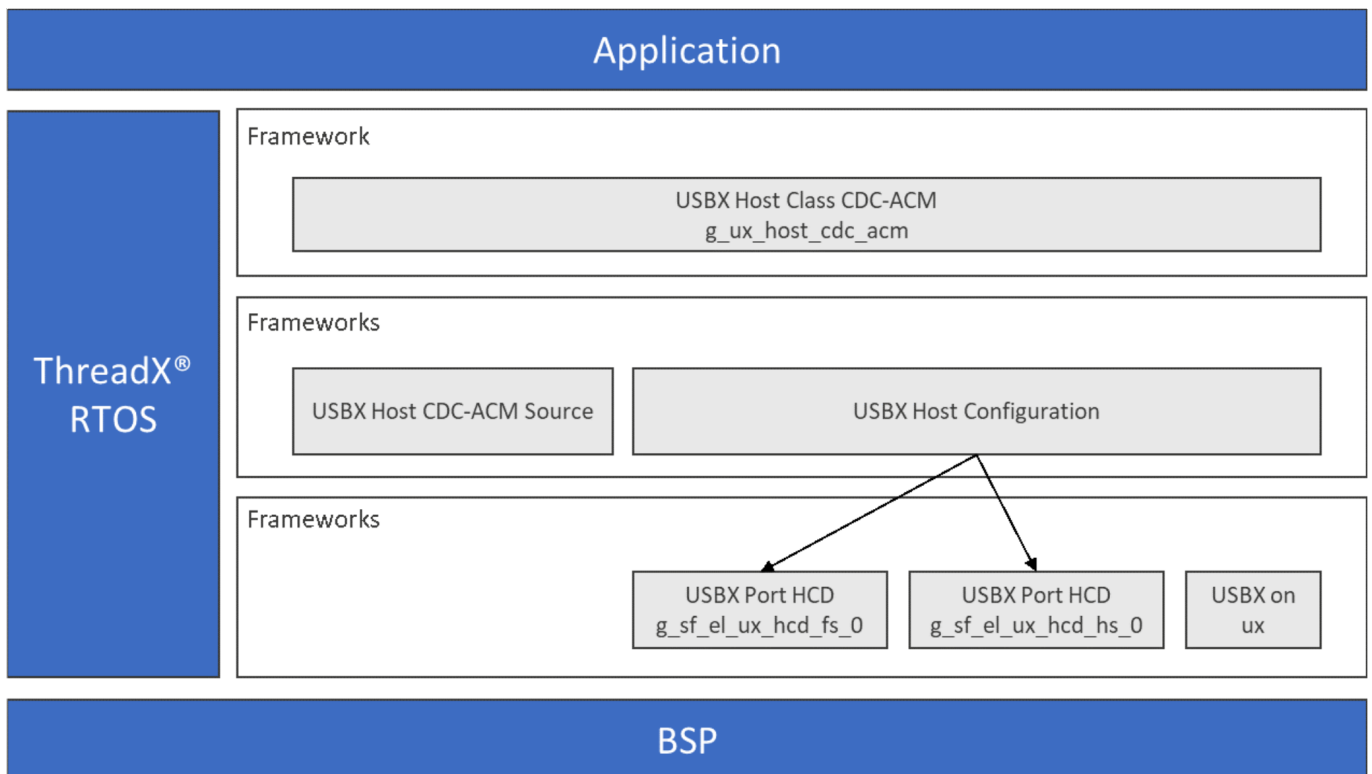 Application
ThreadX®
RTOS
Framework
USBX Host Class CDC-ACM
g_ux_host_cdc_acm
Frameworks
USBX Host CDC-ACM Source
USBX Host Configuration
Frameworks
USBX Port HCD
g_sf_el_ux_hcd_fs_0
USBX Port HCD
g_sf_el_ux_hcd_hs_0
USBX on
ux
BSP